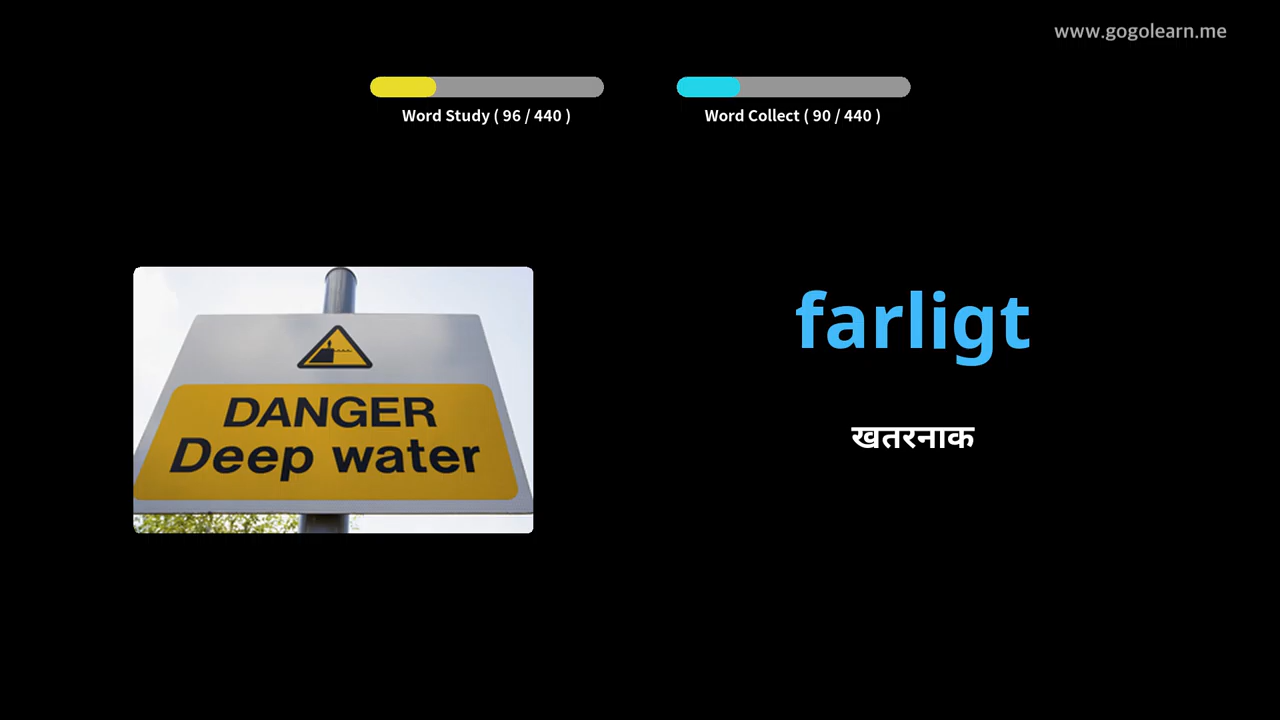 www.gogolearn.me
Word Study ( 96 / 440 )
Word Collect ( 90 / 440 )
DANGER
Deep water
farligt
खतरनाक